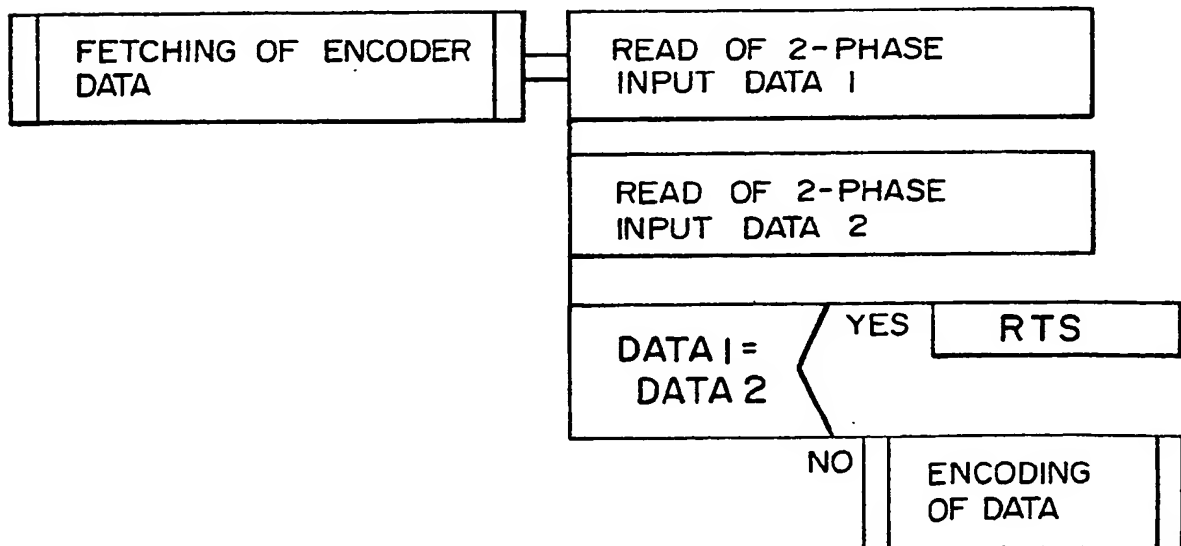 FETCHING OF ENCODER
DATA
READ OF 2-PHASE
INPUT DATA 1
READ OF 2-PHASE
INPUT DATA 2
DATA 1=
DATA 2
YES
RTS
NO
ENCODING
OF DATA